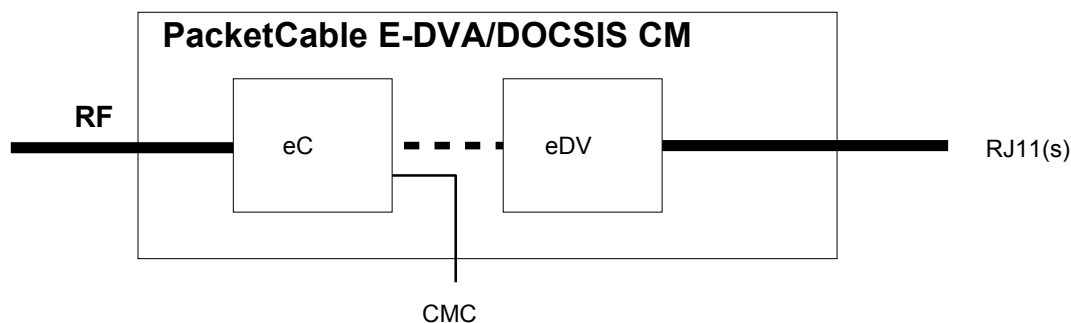 PacketCable E-DVA/DOCSIS CM
RF
eC
eDV
RJ11(s)
CMC